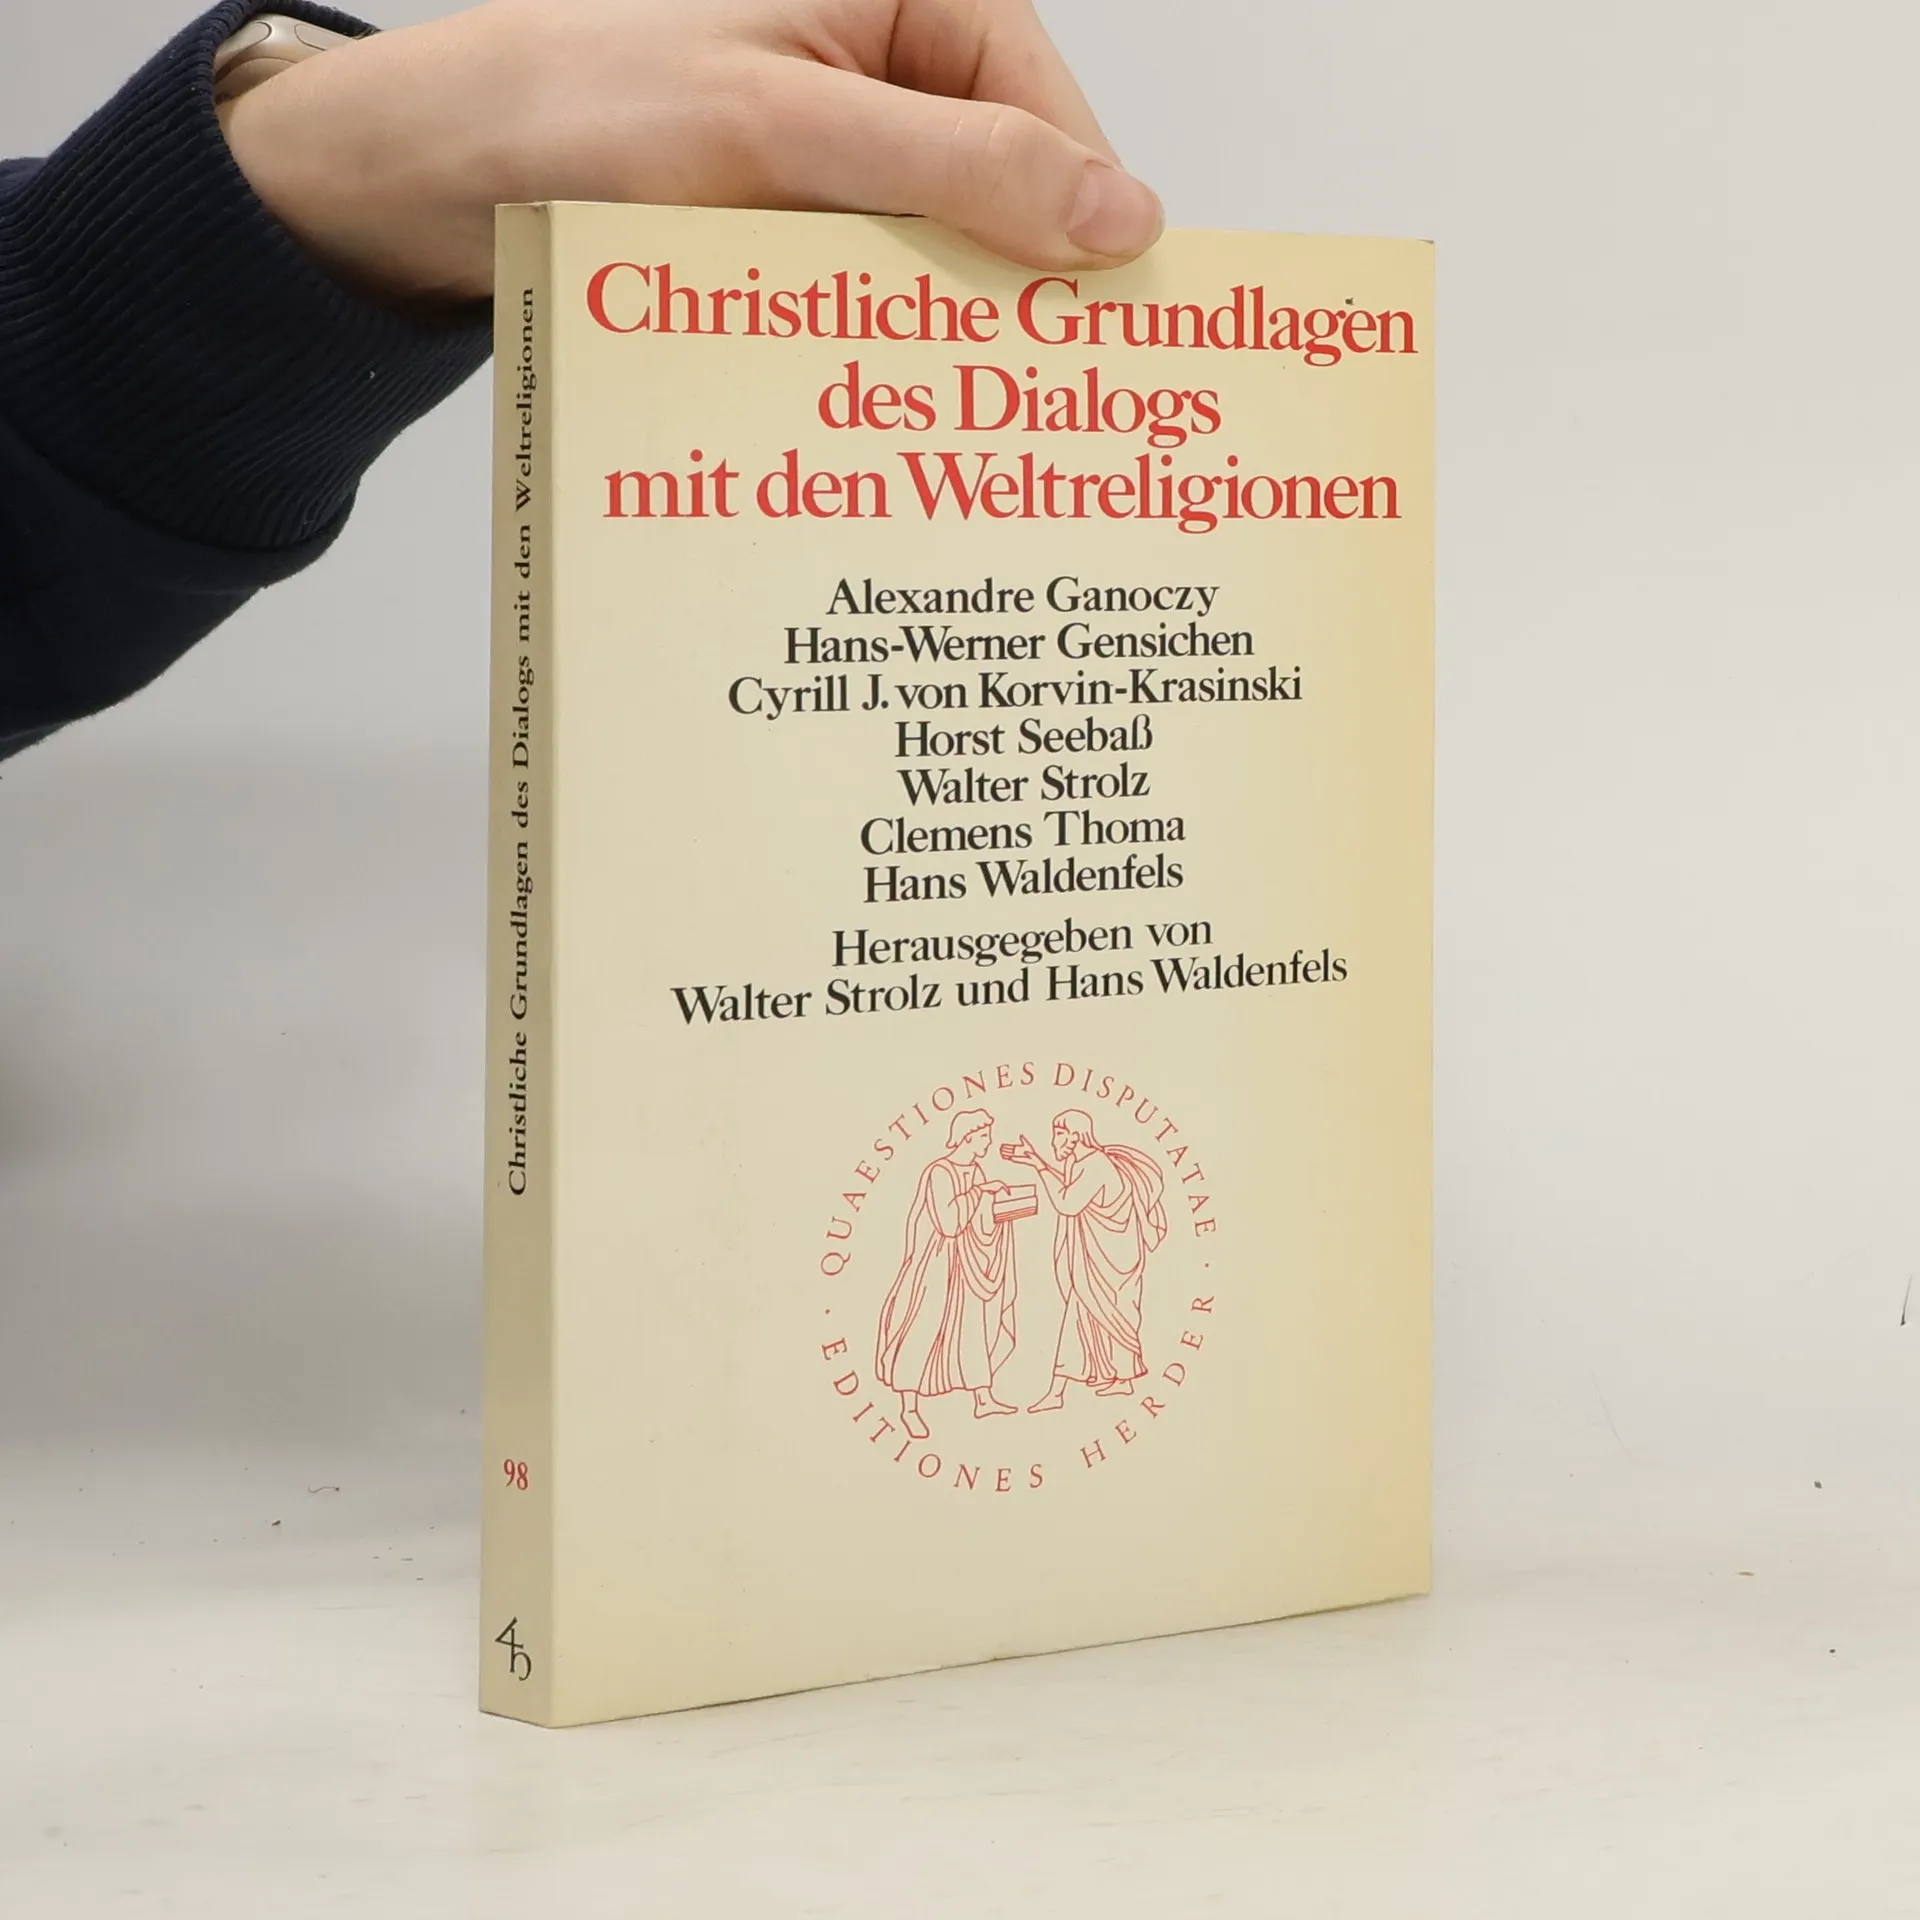 Christliche Grundlagen
des Dialogs
mit den Weltreligionen
Alexandre Ganoczy
Hans-Werner Gensichen
Cyrill J. von Korvin-Krasinski
Horst Seebaß
Walter Strolz
Clemens Thoma
Hans Waldenfels
Herausgegeben von
Walter Strolz und Hans Waldenfels
· QUAESTIONES DISPUTATAE ·
EDITIONES HERDER
Christliche Grundlagen des Dialogs mit den Weltreligionen
98